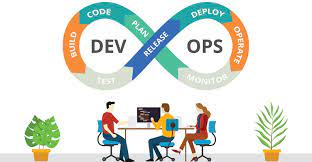 CODE
DEPLOY
PLAN
BUILD
DEV
RELEASE
OPS
OPERATE
TEST
MONITOR